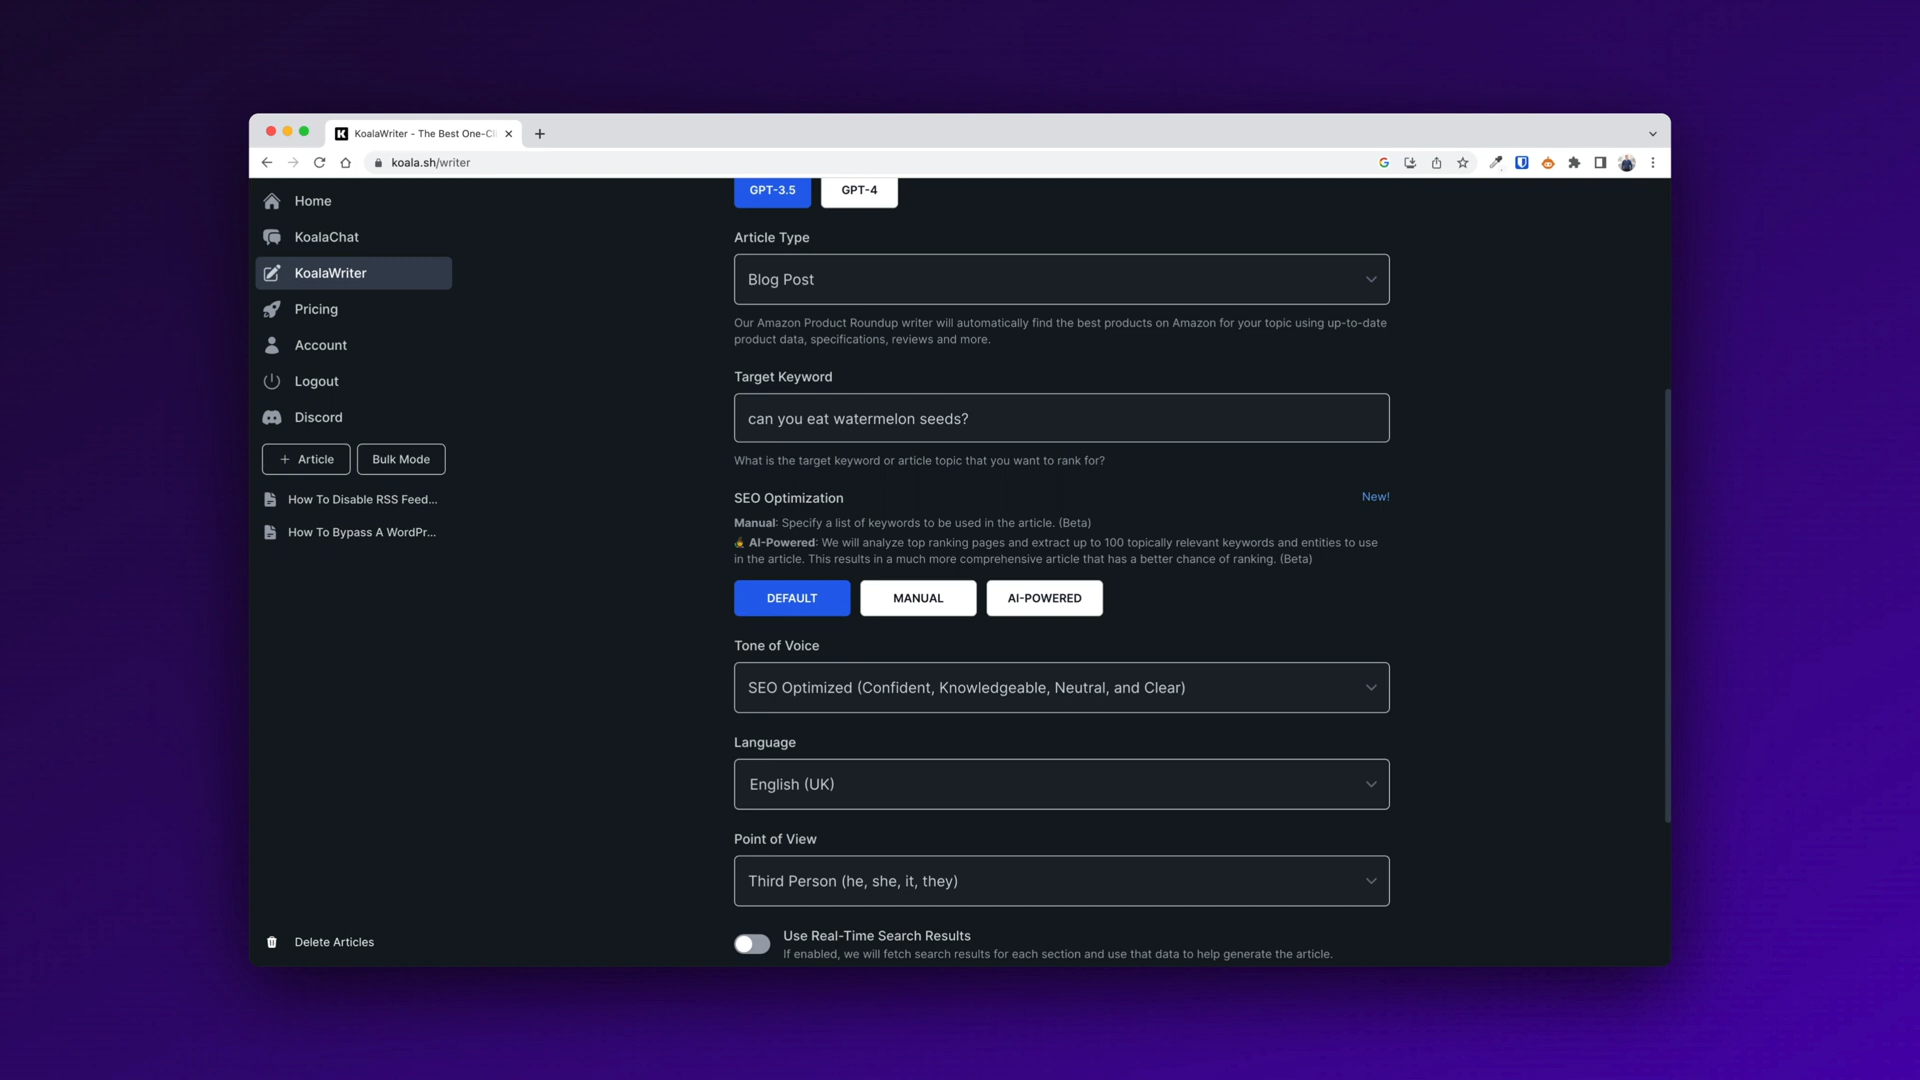 KoalaWriter - The Best One-Cli
koala.sh/writer
Home
KoalaChat
KoalaWriter
Pricing
Account
Logout
Discord
+ Article
Bulk Mode
How To Disable RSS Feed...
How To Bypass A WordPr...
Delete Articles
GPT-3.5
GPT-4
Article Type
Blog Post
Our Amazon Product Roundup writer will automatically find the best products on Amazon for your topic using up-to-date
product data, specifications, reviews and more.
Target Keyword
can you eat watermelon seeds?
What is the target keyword or article topic that you want to rank for?
SEO Optimization
New!
Manual: Specify a list of keywords to be used in the article. (Beta)
AI-Powered: We will analyze top ranking pages and extract up to 100 topically relevant keywords and entities to use
in the article. This results in a much more comprehensive article that has a better chance of ranking. (Beta)
DEFAULT
MANUAL
AI-POWERED
Tone of Voice
SEO Optimized (Confident, Knowledgeable, Neutral, and Clear)
Language
English (UK)
Point of View
Third Person (he, she, it, they)
Use Real-Time Search Results
If enabled, we will fetch search results for each section and use that data to help generate the article.